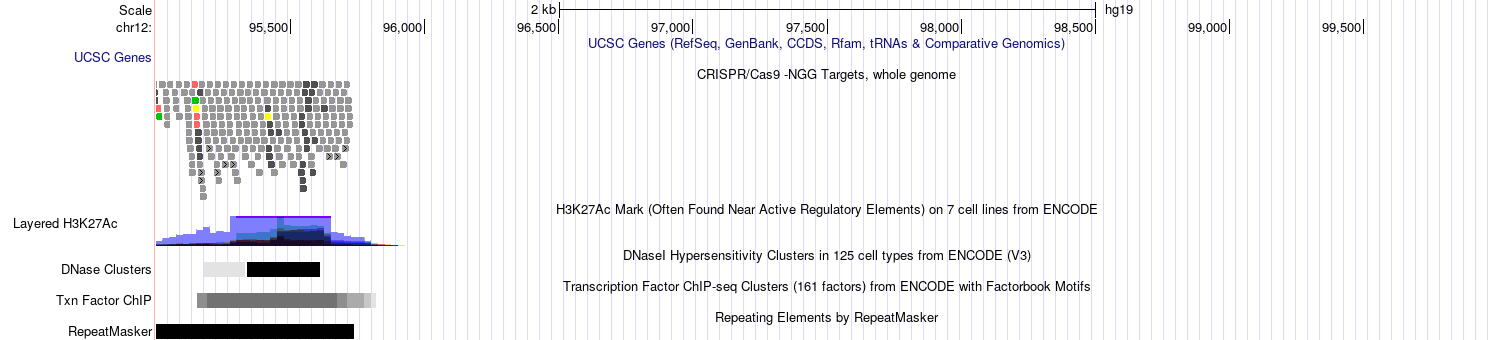 Scale 2 kb hg19
chr12: 95,500 96,000 96,500 97,000 97,500 98,000 98,500 99,000 99,500
UCSC Genes (RefSeq, GenBank, CCDS, Rfam, tRNAs & Comparative Genomics)
UCSC Genes
CRISPR/Cas9 -NGG Targets, whole genome
H3K27Ac Mark (Often Found Near Active Regulatory Elements) on 7 cell lines from ENCODE
Layered H3K27Ac
DNaseI Hypersensitivity Clusters in 125 cell types from ENCODE (V3)
DNase Clusters
Transcription Factor ChIP-seq Clusters (161 factors) from ENCODE with Factorbook Motifs
Txn Factor ChIP
Repeating Elements by RepeatMasker
RepeatMasker